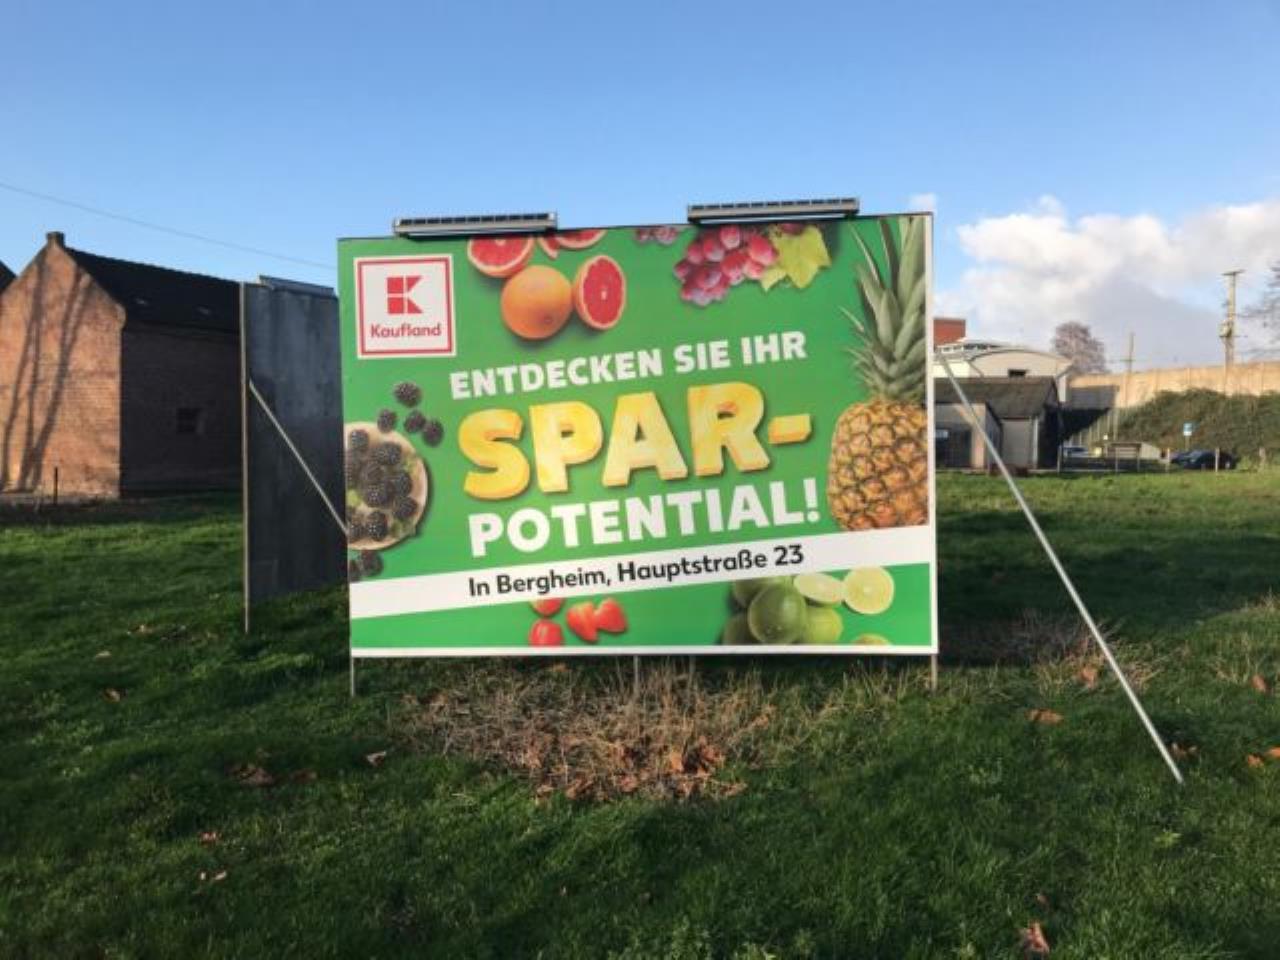 Kaufland
ENTDECKEN SIE IHR
SPAR-
POTENTIAL!
In Bergheim, Hauptstraße 23